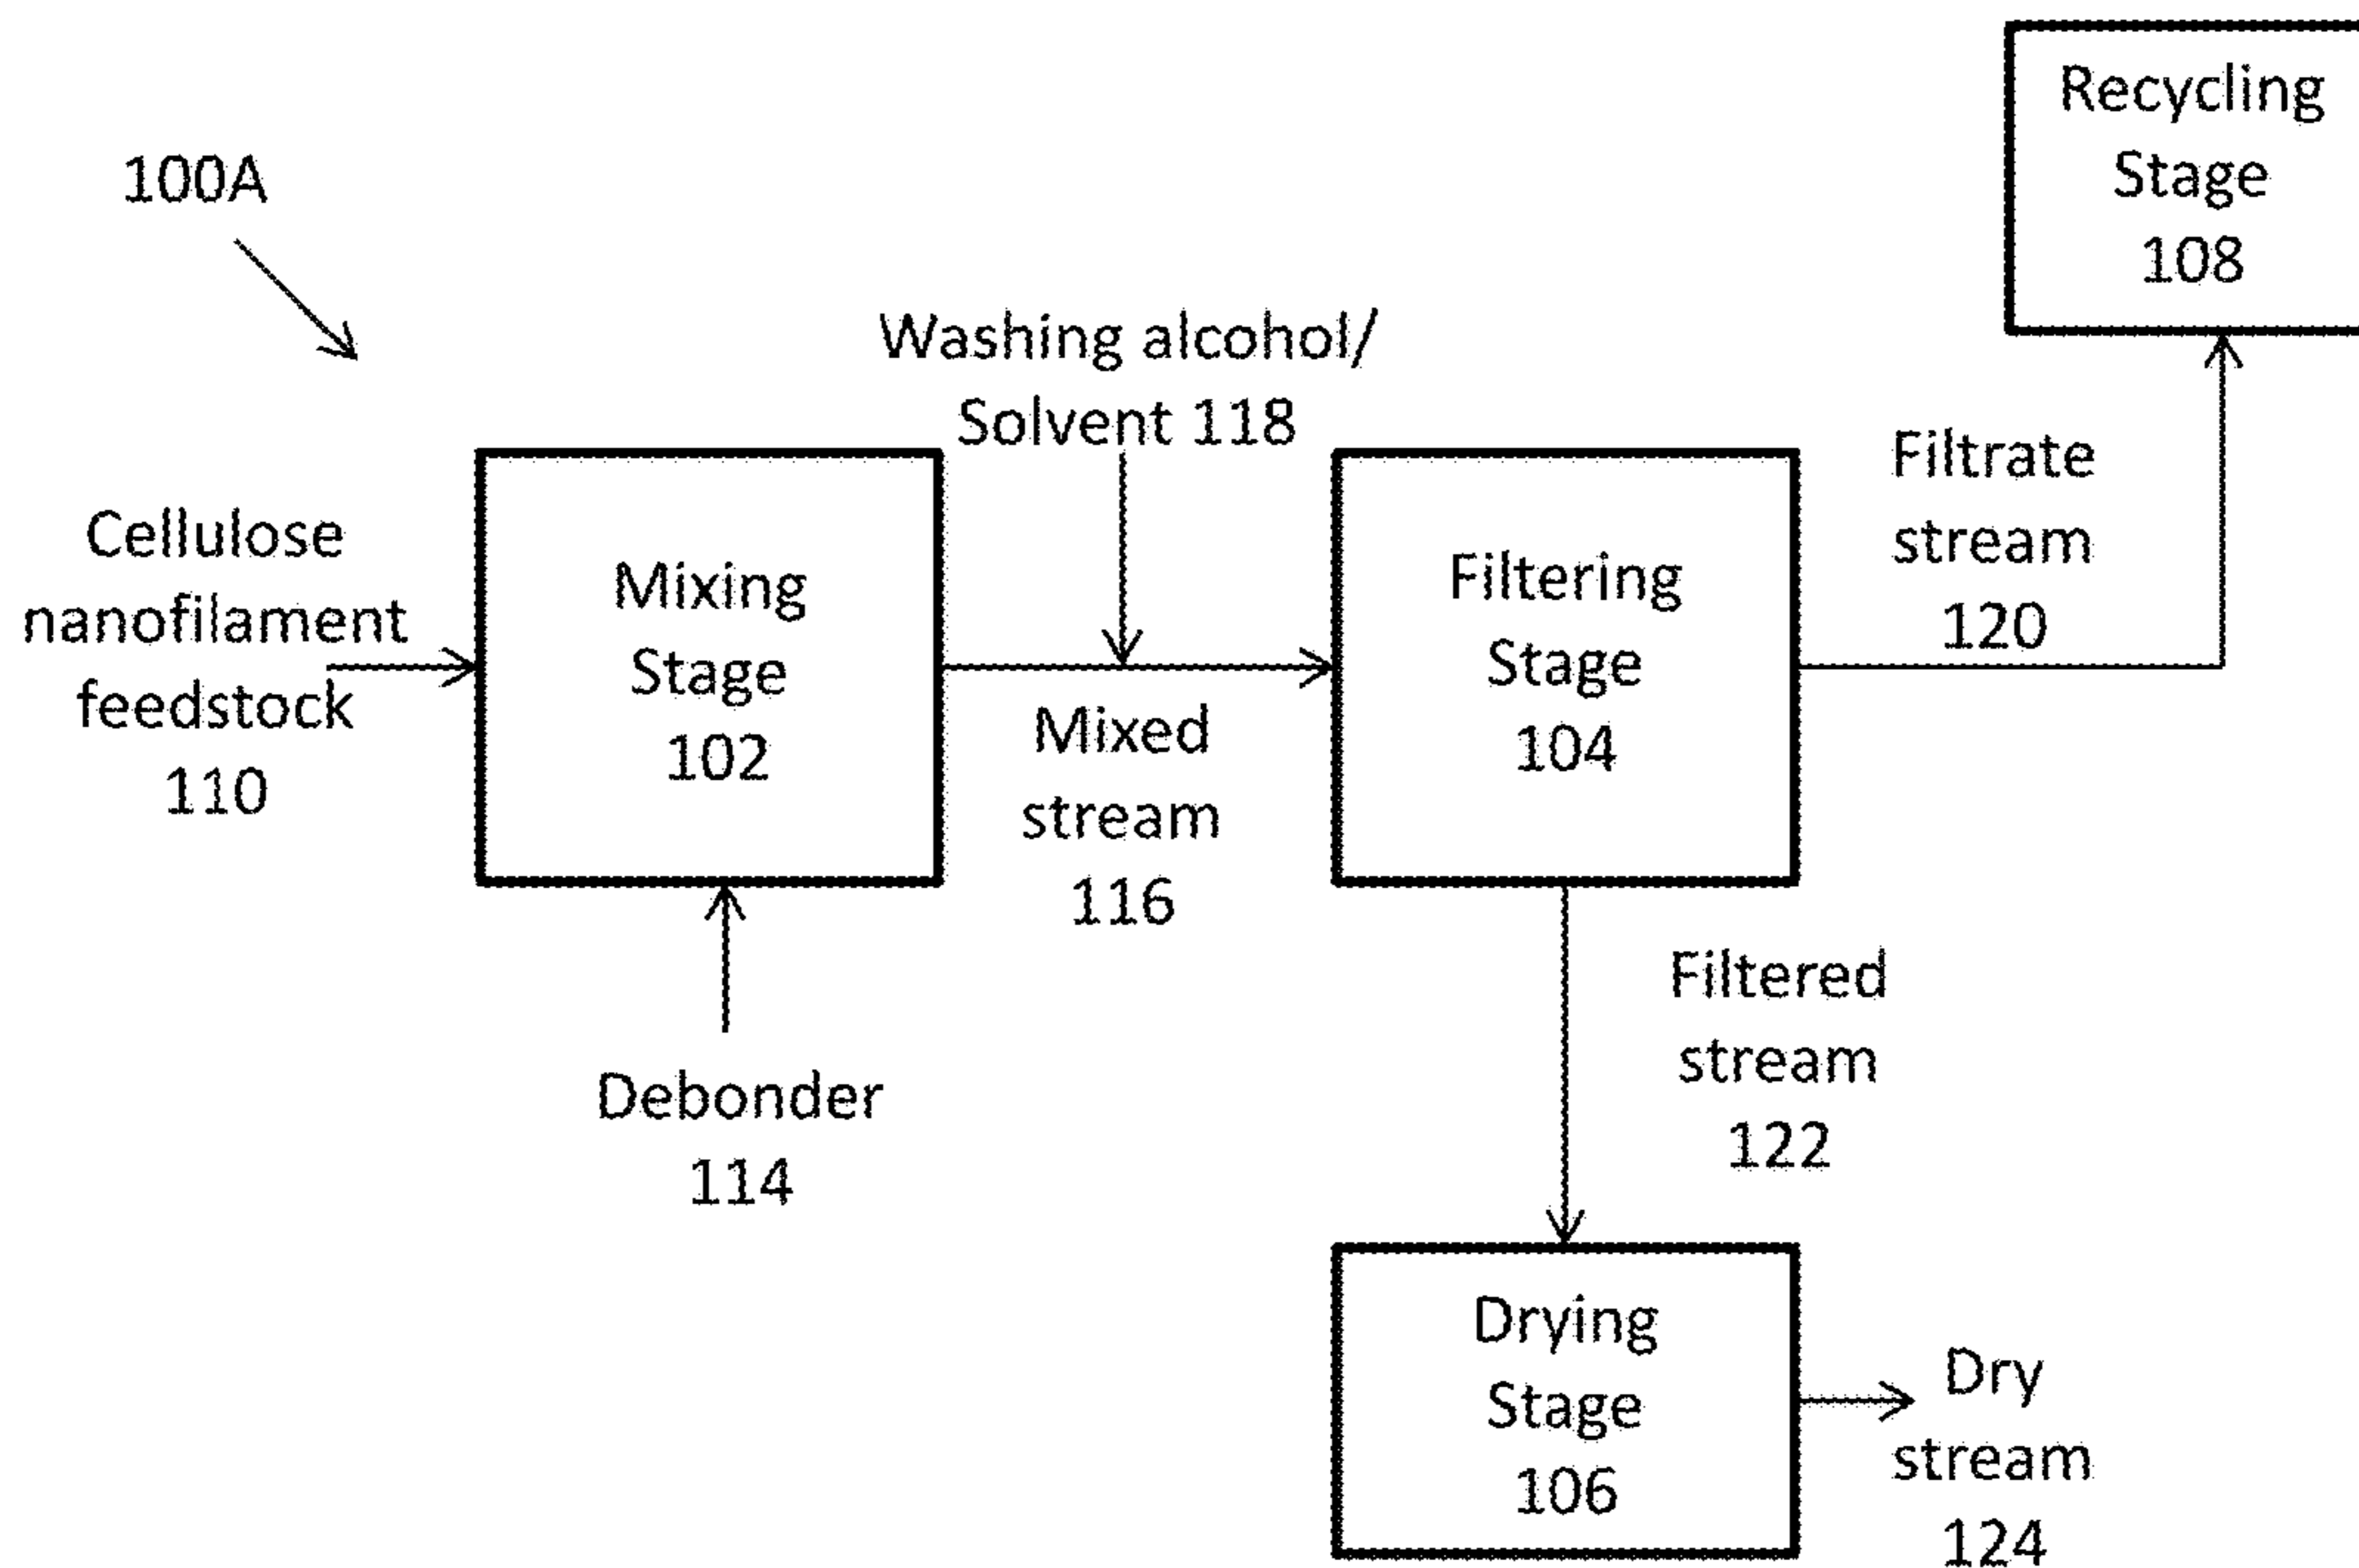 100A
Recycling
Stage
108
Washing alcohol/
Solvent 118
Cellulose
nanofilament
feedstock
110
Mixing
Stage
102
Mixed
stream
116
Filtering
Stage
104
Filtrate
stream
120
Debonder
114
Filtered
stream
122
Drying
Stage
106
Dry
stream
124